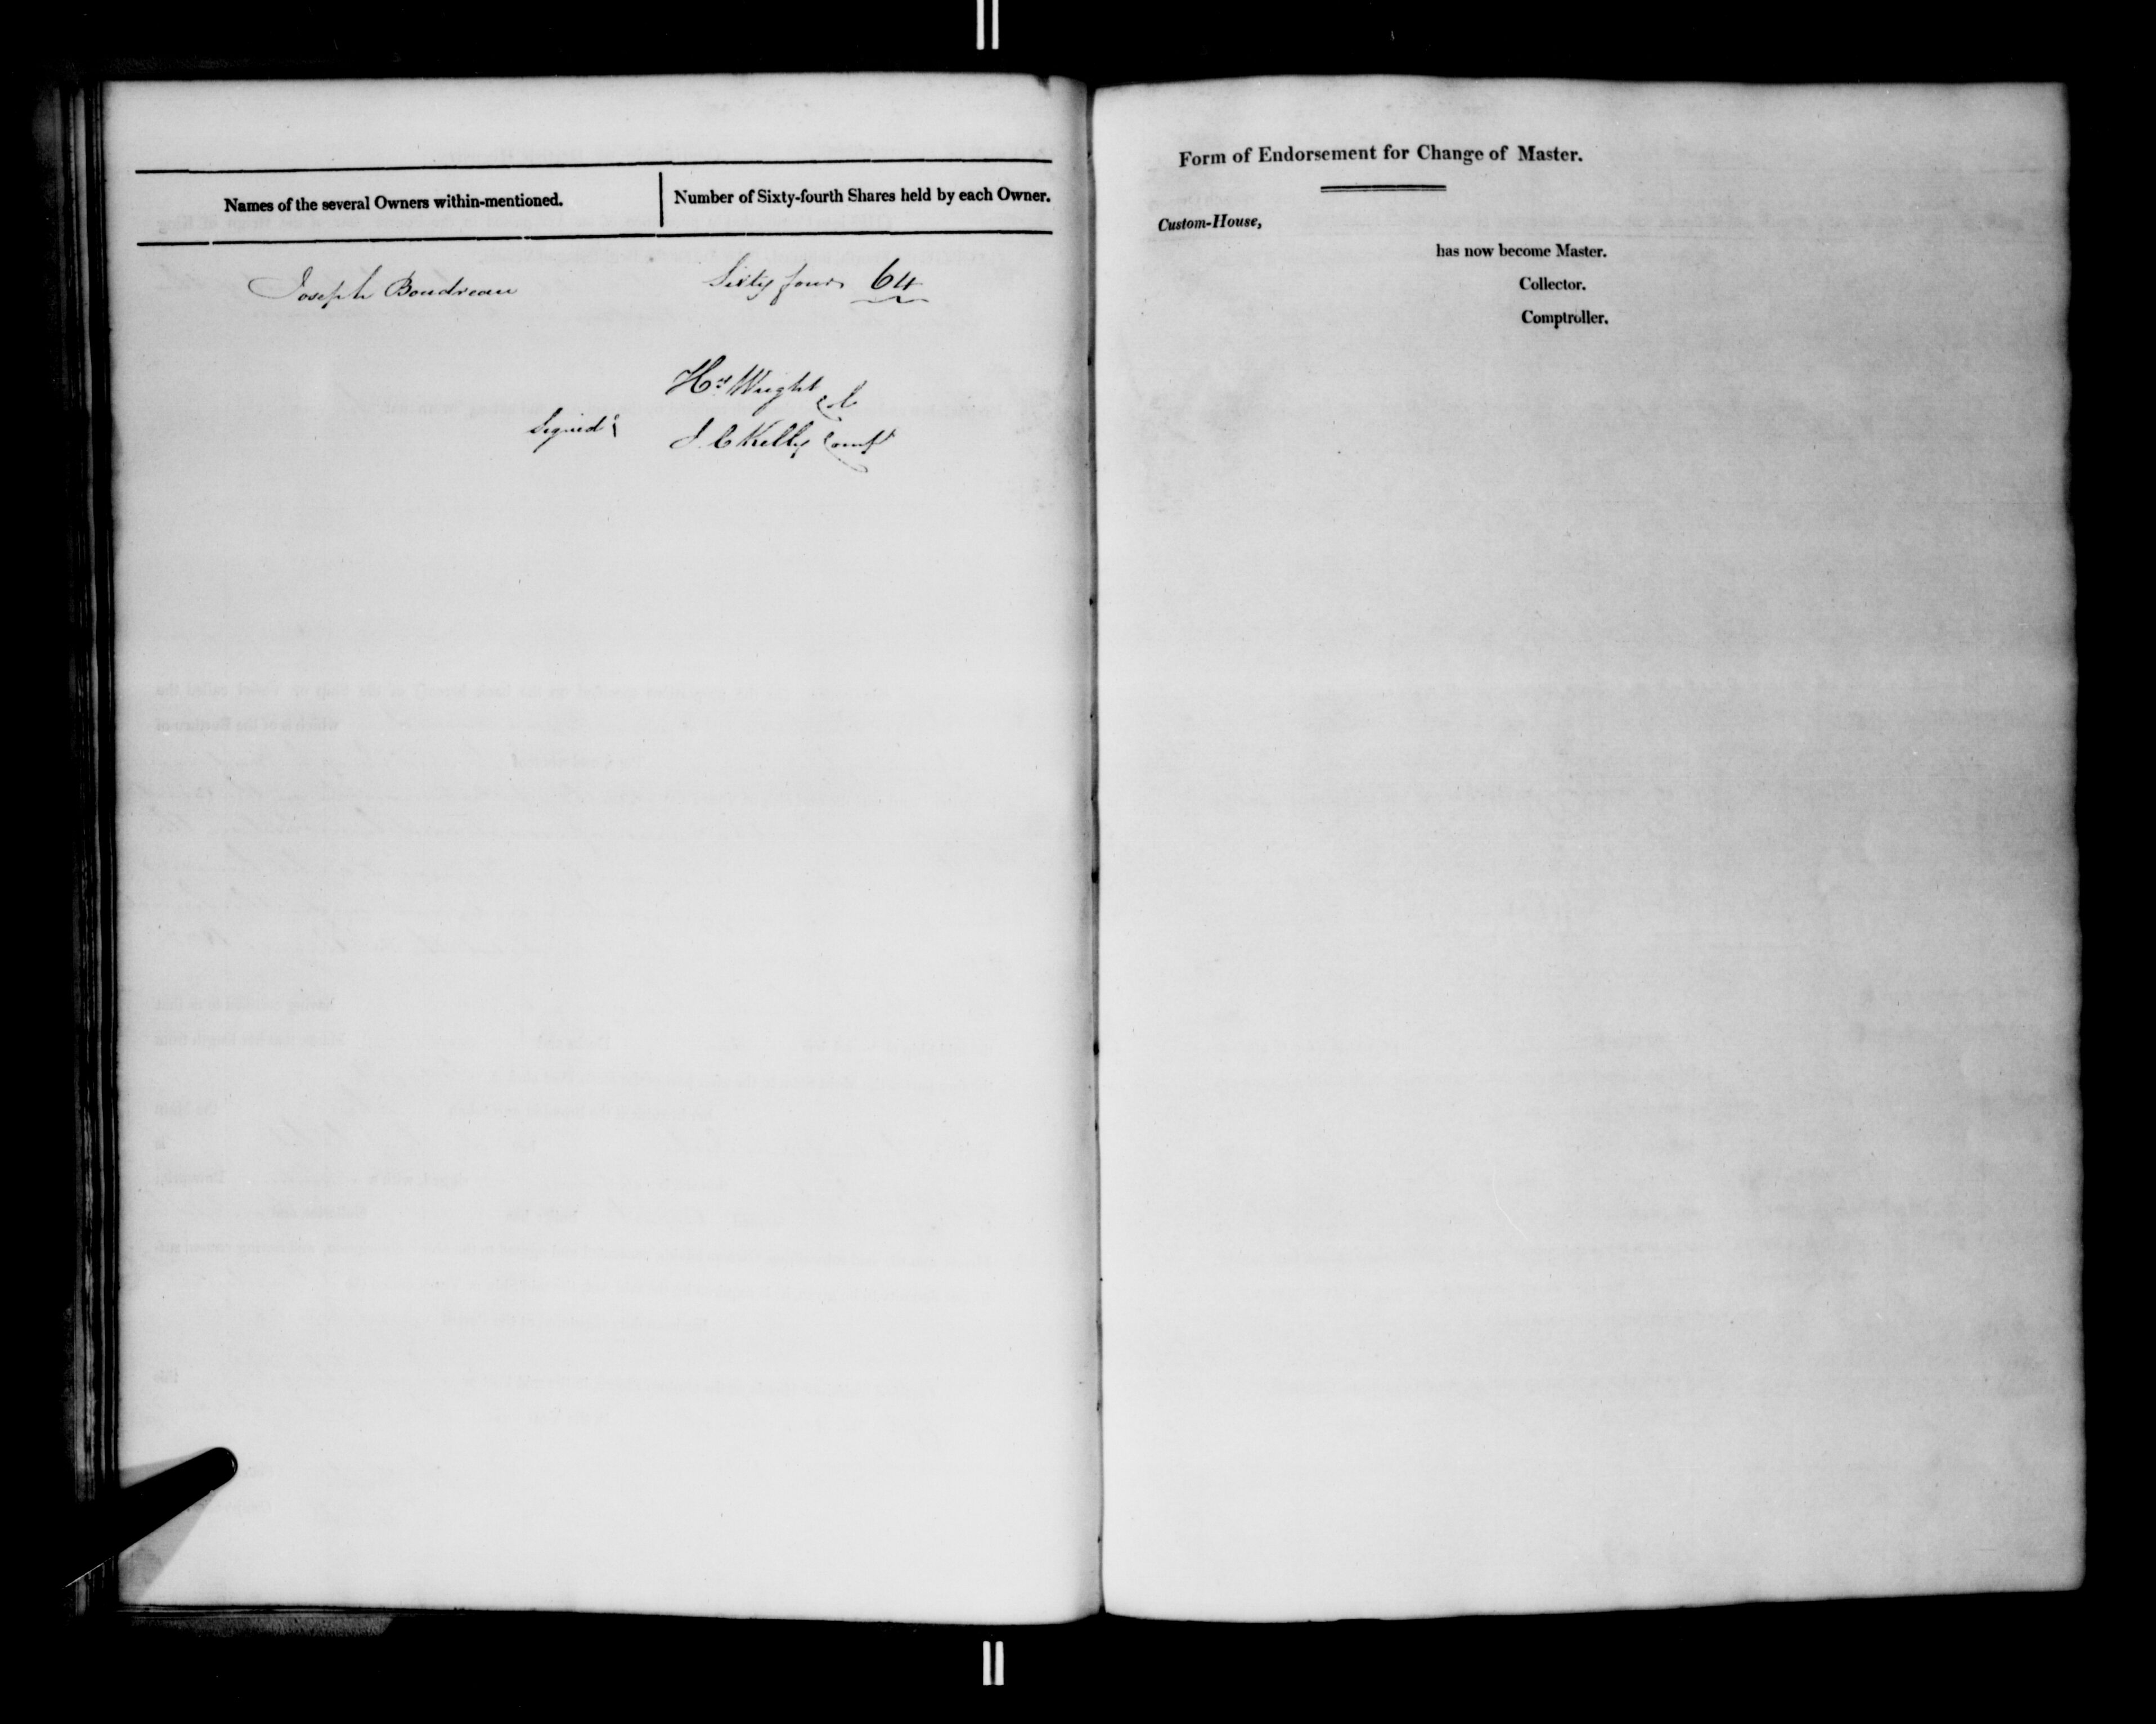 Names of the several Owners within-mentioned.
Number of Sixty-fourth Shares held by each Owner.
Joseph Boudreau
Sixty four 64
Hy Wright Col
Signed
J. C Kelly Compt
Form of Endorsement for Change of Master.
Custom-House,
has now become Master.
Collector.
Comptroller.